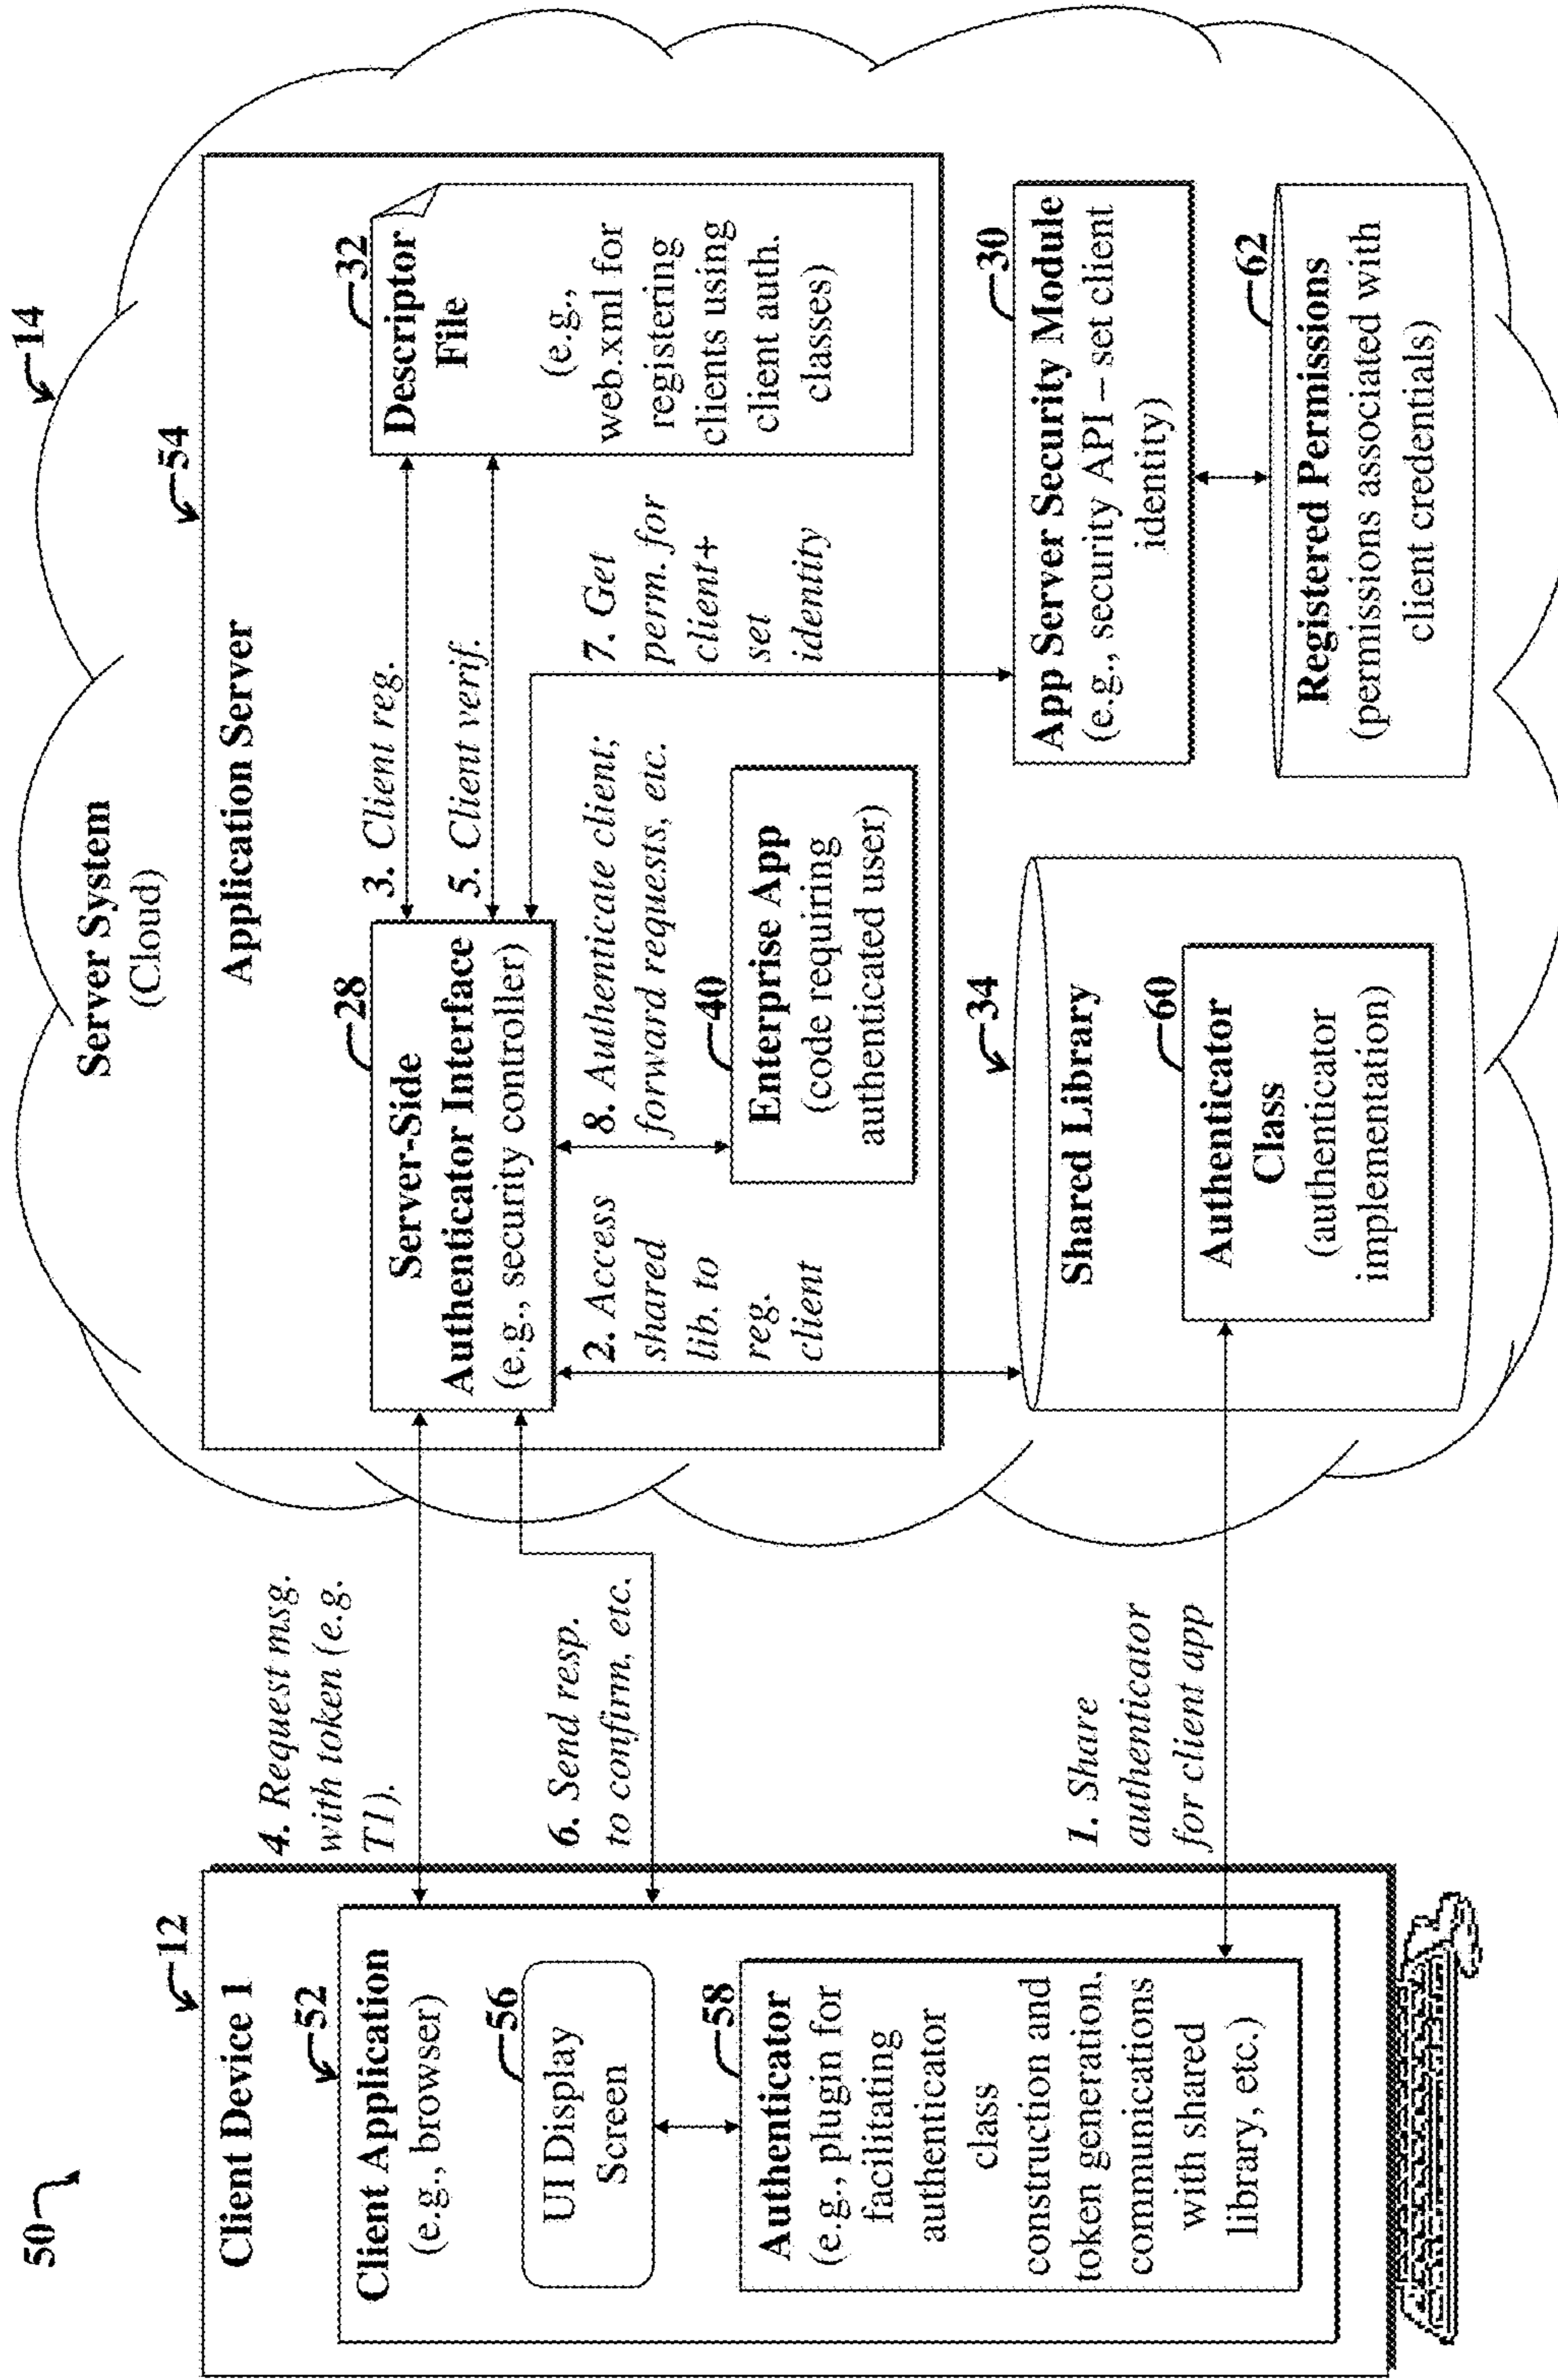 50
14
Client Device 1
12
Client Application
(e.g., browser)
52
UI Display
Screen
56
Authenticator
(e.g., plugin for
facilitating
authenticator
class
construction and
token generation,
communications
with shared
library, etc.)
58
4. Request msg.
with token (e.g.
T1).
6. Send resp.
to confirm, etc.
1. Share
authenticator
for client app
Server System
(Cloud)
54
Application Server
28
Server-Side
Authenticator Interface
(e.g., security controller)
3. Client reg.
5. Client verif.
32
Descriptor
File
(e.g.,
web.xml for
registering
clients using
client auth.
classes)
2. Access
shared
lib. to
reg.
client
8. Authenticate client;
forward requests, etc.
7. Get
perm. for
client+
set
identity
40
Enterprise App
(code requiring
authenticated user)
34
Shared Library
60
Authenticator
Class
(authenticator
implementation)
30
App Server Security Module
(e.g., security API – set client
identity)
62
Registered Permissions
(permissions associated with
client credentials)